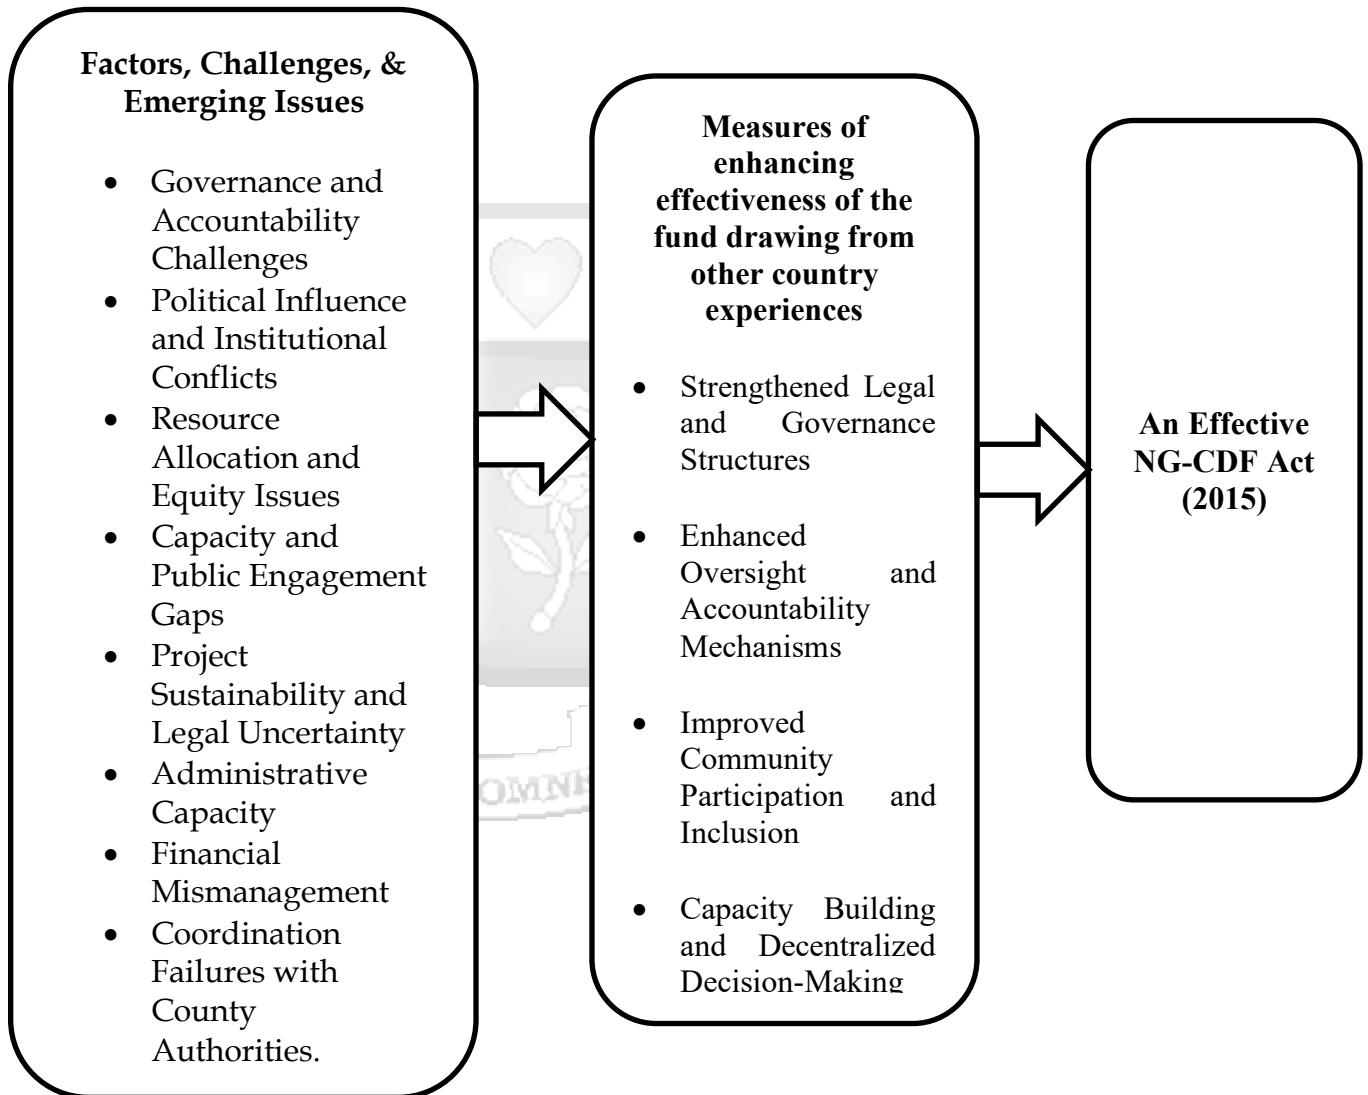 Factors, Challenges, &
Emerging Issues
• Governance and
Accountability
Challenges
• Political Influence
and Institutional
Conflicts
• Resource
Allocation and
Equity Issues
• Capacity and
Public Engagement
Gaps
• Project
Sustainability and
Legal Uncertainty
• Administrative
Capacity
• Financial
Mismanagement
• Coordination
Failures with
County
Authorities.
Measures of
enhancing
effectiveness of the
fund drawing from
other country
experiences
• Strengthened Legal
and Governance
Structures
• Enhanced
Oversight and
Accountability
Mechanisms
• Improved
Community
Participation and
Inclusion
• Capacity Building
and Decentralized
Decision-Making
An Effective
NG-CDF Act
(2015)